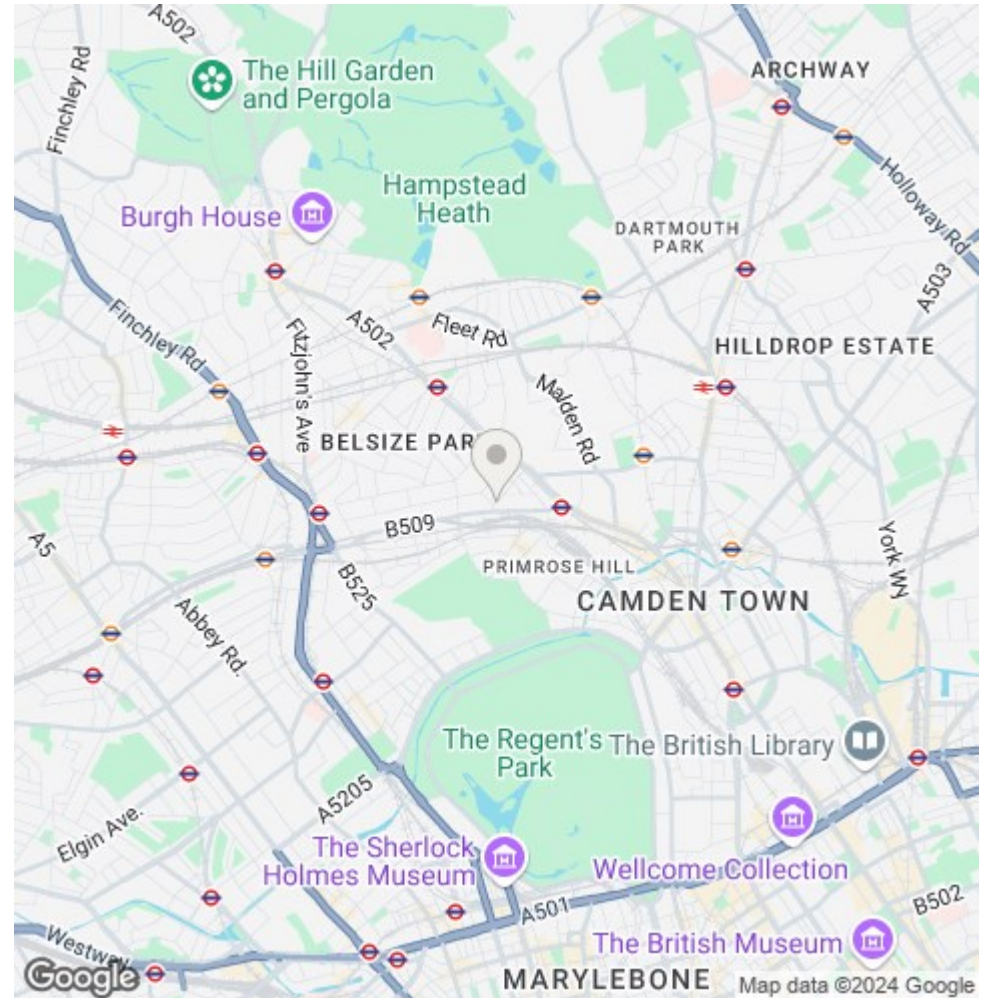 A502
The Hill Garden
and Pergola
ARCHWAY
Finchley Rd
Hampstead
Heath
Burgh House
DARTMOUTH
PARK
Holloway Rd
A503
Finchley Rd
Fitzjohn's Ave
A502
Fleet Rd
HILLDROP ESTATE
Malden Rd
BELSIZE PAR
B509
A5
B525
PRIMROSE HILL
York Wy
CAMDEN TOWN
Abbey Rd.
The Regent's
Park
The British Library
A5205
Elgin Ave.
The Sherlock
Holmes Museum
Wellcome Collection
A501
B502
Westw
The British Museum
Google
MARYLEBONE
Map data ©2024 Google